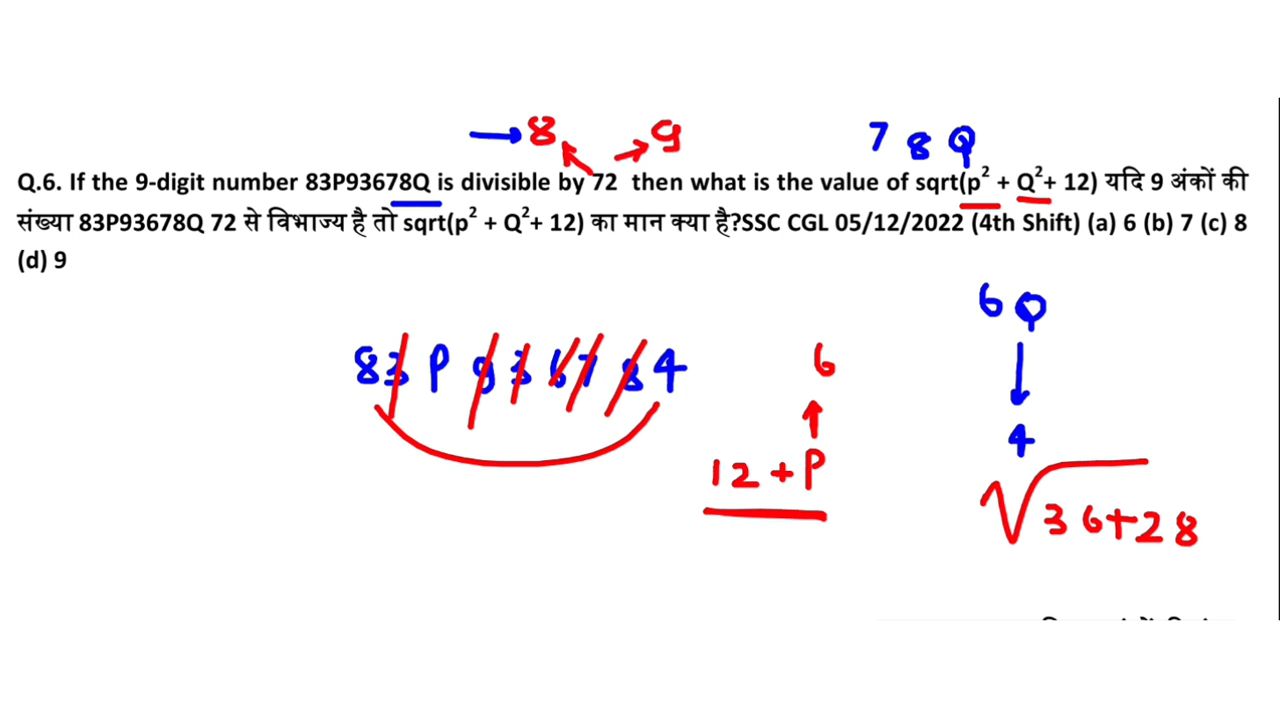 →8 9 7 8 Q
Q.6. If the 9-digit number 83P93678Q is divisible by 72 then what is the value of sqrt(p² + Q²+ 12) यदि 9 अंकों की
संख्या 83P93678Q 72 से विभाज्य है तो sqrt(p² + Q²+ 12) का मान क्या है?SSC CGL 05/12/2022 (4th Shift) (a) 6 (b) 7 (c) 8
(d) 9
6 Q
83P936784 6
4
12 + P
√36+28